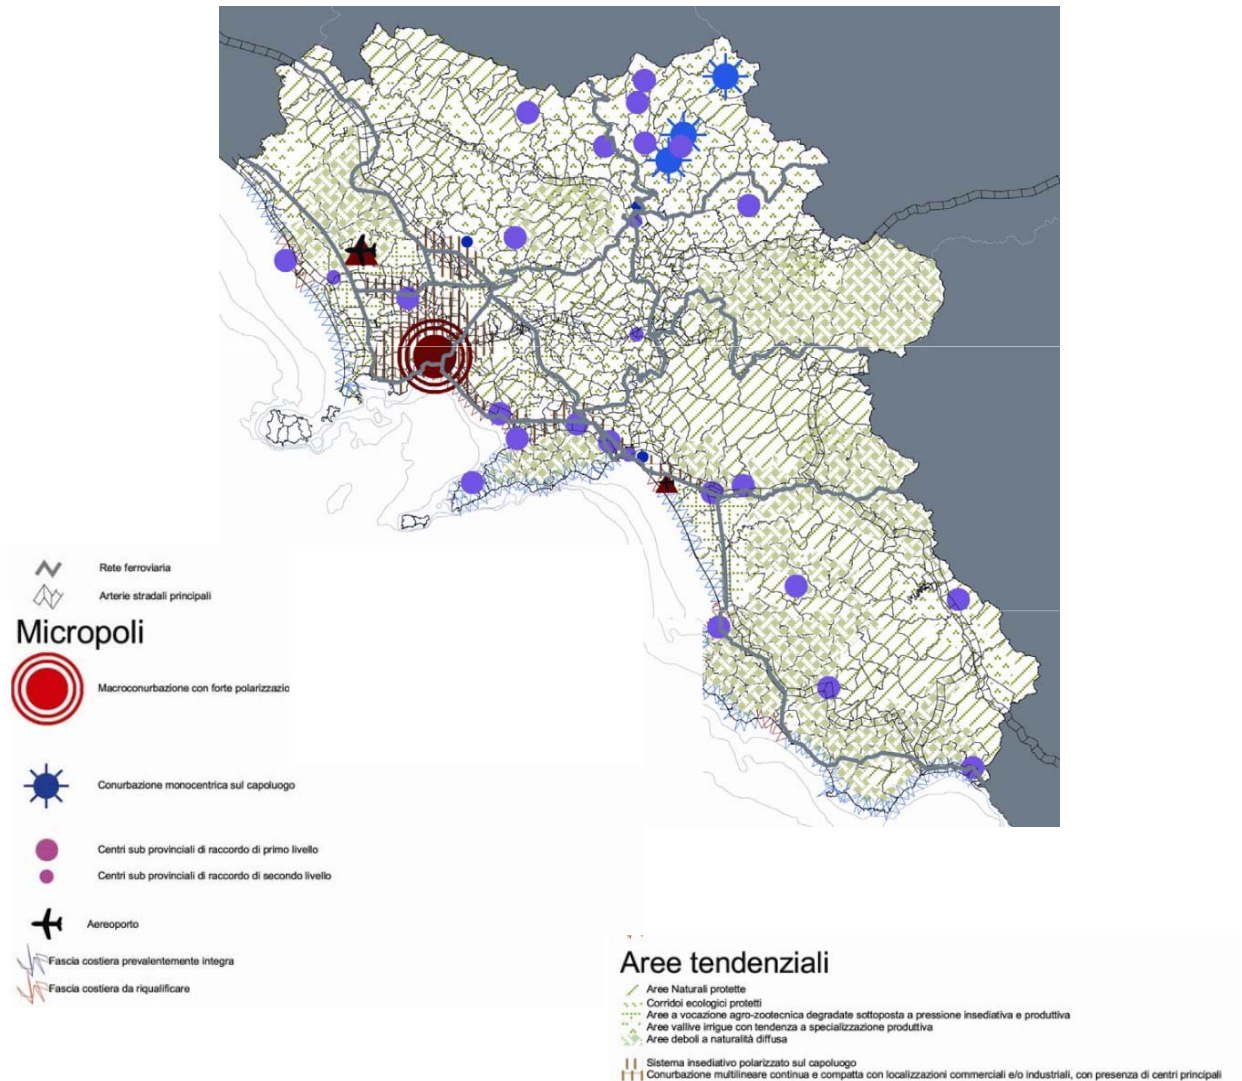 Rete ferroviaria
Arterie stradali principali
Micropoli
Macroconurbazione con forte polarizzazio
Conurbazione monocentrica sul capoluogo
Centri sub provinciali di raccordo di primo livello
Centri sub provinciali di raccordo di secondo livello
Aereoporto
Fascia costiera prevalentemente integra
Fascia costiera da riqualificare
Aree tendenziali
Aree Naturali protette
Corridoi ecologici protetti
Aree a vocazione agro-zootecnica degradate sottoposta a pressione insediativa e produttiva
Aree vallive irrigue con tendenza a specializzazione produttiva
Aree deboli a naturalità diffusa
Sistema insediativo polarizzato sul capoluogo
Conurbazione multilineare continua e compatta con localizzazioni commerciali e/o industriali, con presenza di centri principali